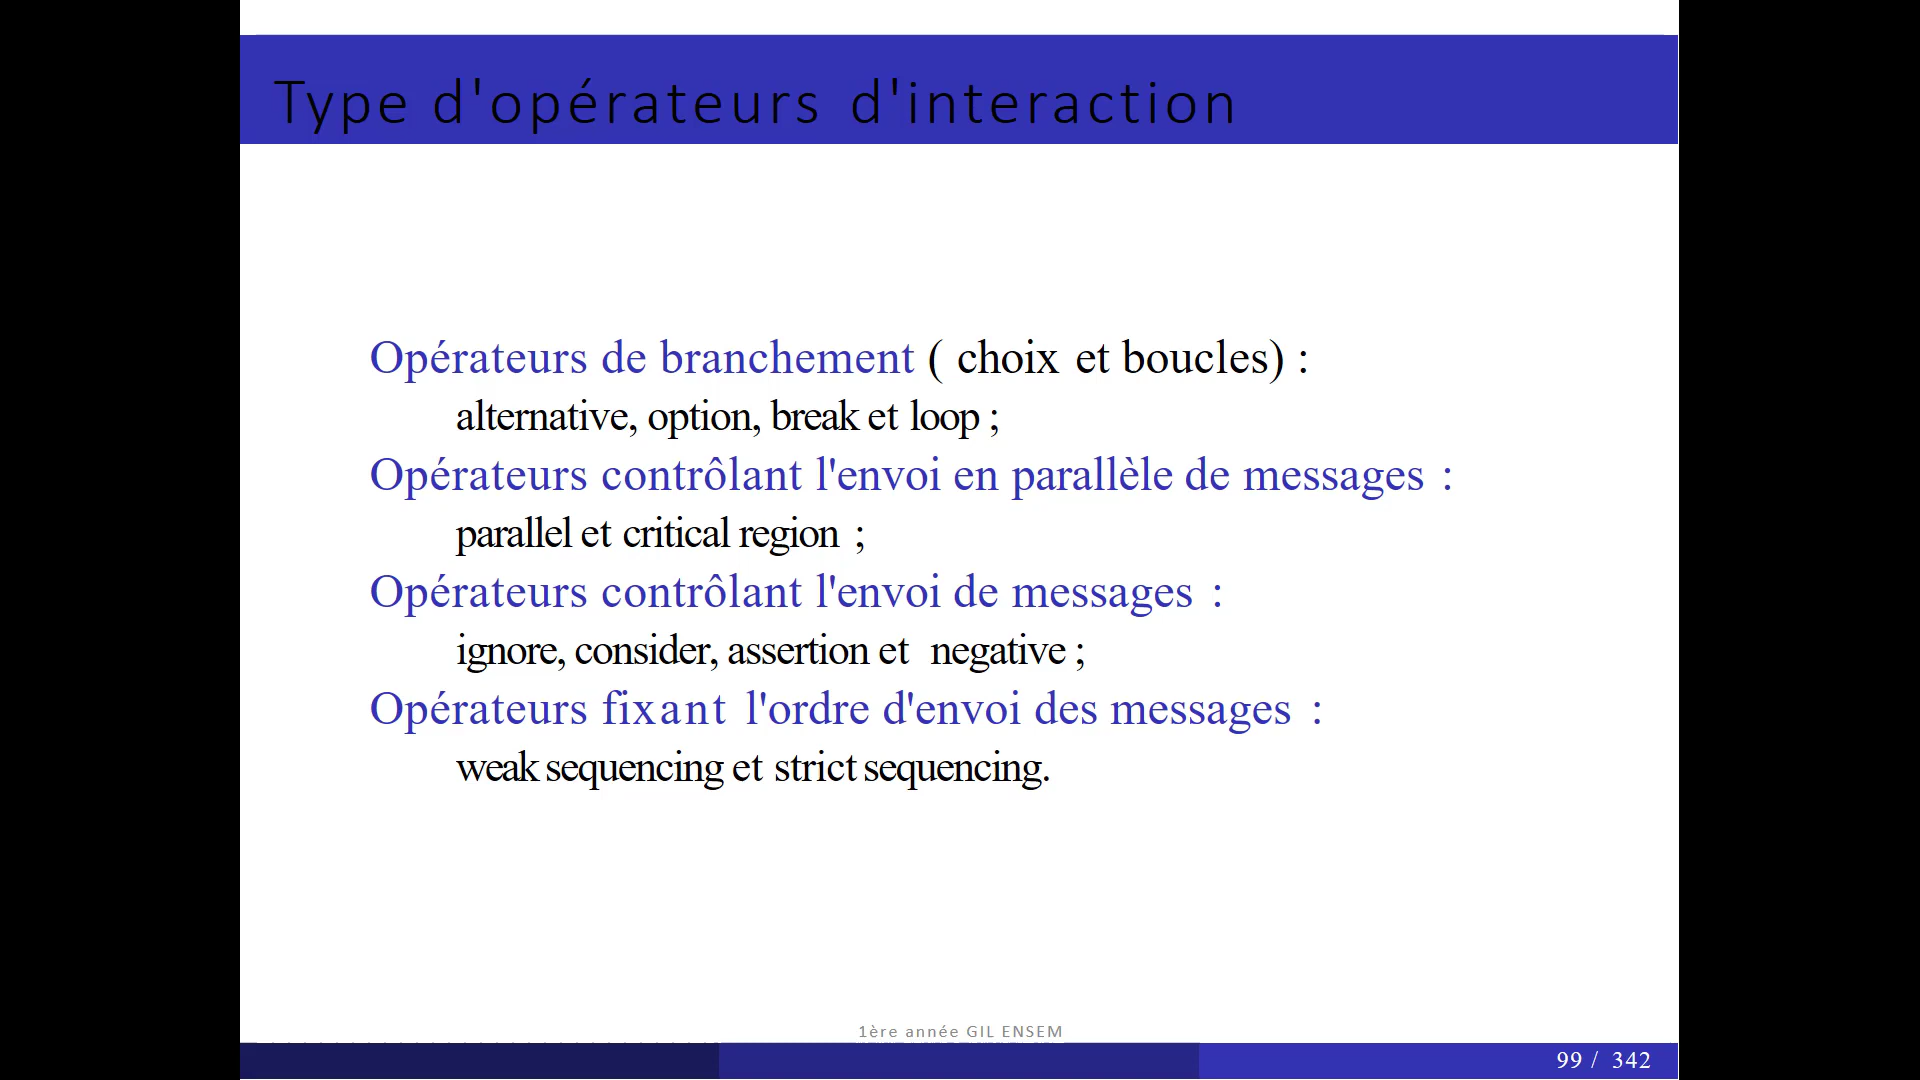 Type d'opérateurs d'interaction
Opérateurs de branchement ( choix et boucles) :
alternative, option, break et loop ;
Opérateurs contrôlant l'envoi en parallèle de messages :
parallel et critical region ;
Opérateurs contrôlant l'envoi de messages :
ignore, consider, assertion et negative ;
Opérateurs fixant l'ordre d'envoi des messages :
weak sequencing et strict sequencing.
1ère année GIL ENSEM
99 / 342